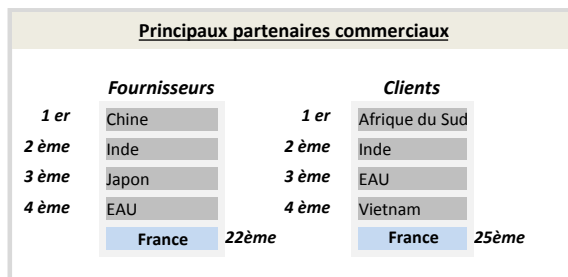 Principaux partenaires commerciaux
Fournisseurs Clients
1 er Chine 1 er Afrique du Sud
2 ème Inde 2 ème Inde
3 ème Japon 3 ème EAU
4 ème EAU 4 ème Vietnam
France 22ème France 25ème